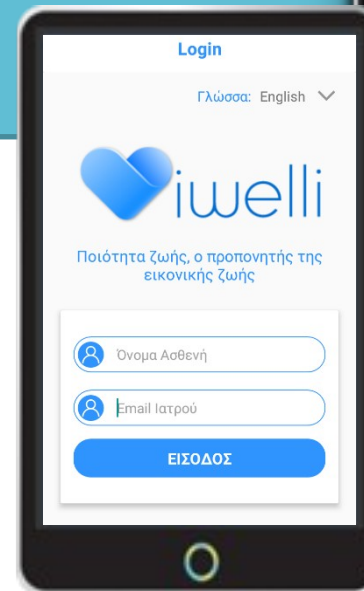 Login
Γλώσσα: English
iwelli
Ποιότητα ζωής, ο προπονητής της
εικονικής ζωής
Όνομα Ασθενή
Email Ιατρού
ΕΙΣΟΔΟΣ